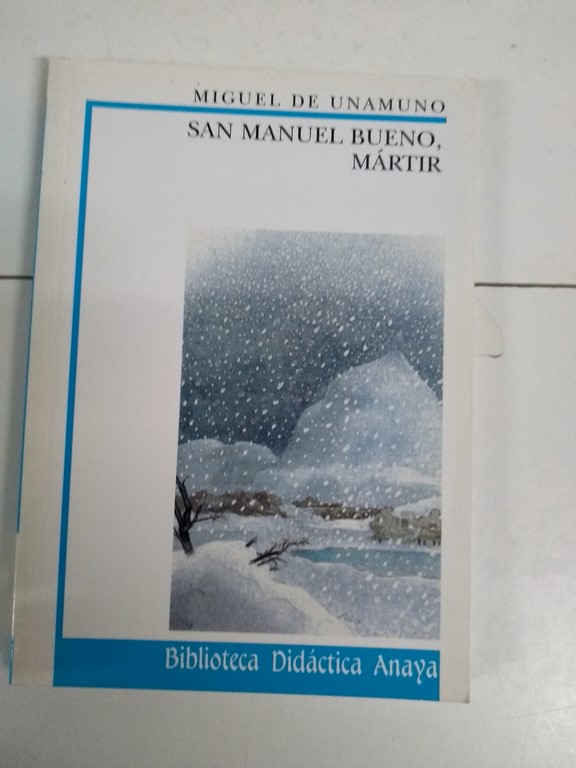 MIGUEL DE UNAMUNO
SAN MANUEL BUENO,
MÁRTIR
Biblioteca Didáctica Anaya